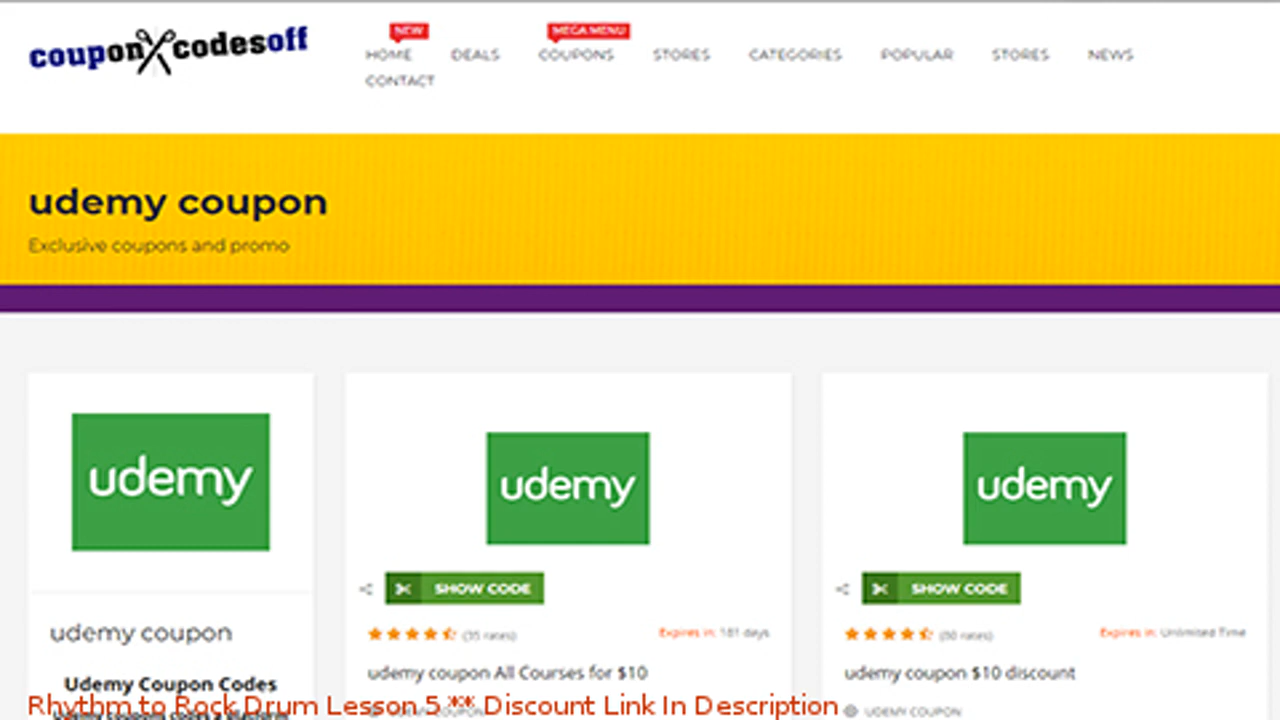 couponXcodesoff
NEW
MEGA MENU
HOME DEALS COUPONS STORES CATEGORIES POPULAR STORES NEWS
CONTACT
udemy coupon
Exclusive coupons and promo
udemy
udemy
udemy
SHOW CODE
SHOW CODE
(35 rates)
Expires in: 181 days
(80 rates)
Expires in: Unlimited Time
udemy coupon
udemy coupon All Courses for $10
udemy coupon $10 discount
Udemy Coupon Codes
Rhythm to Rock Drum Lesson 5 ** Discount Link In Description
UDEMY COUPON